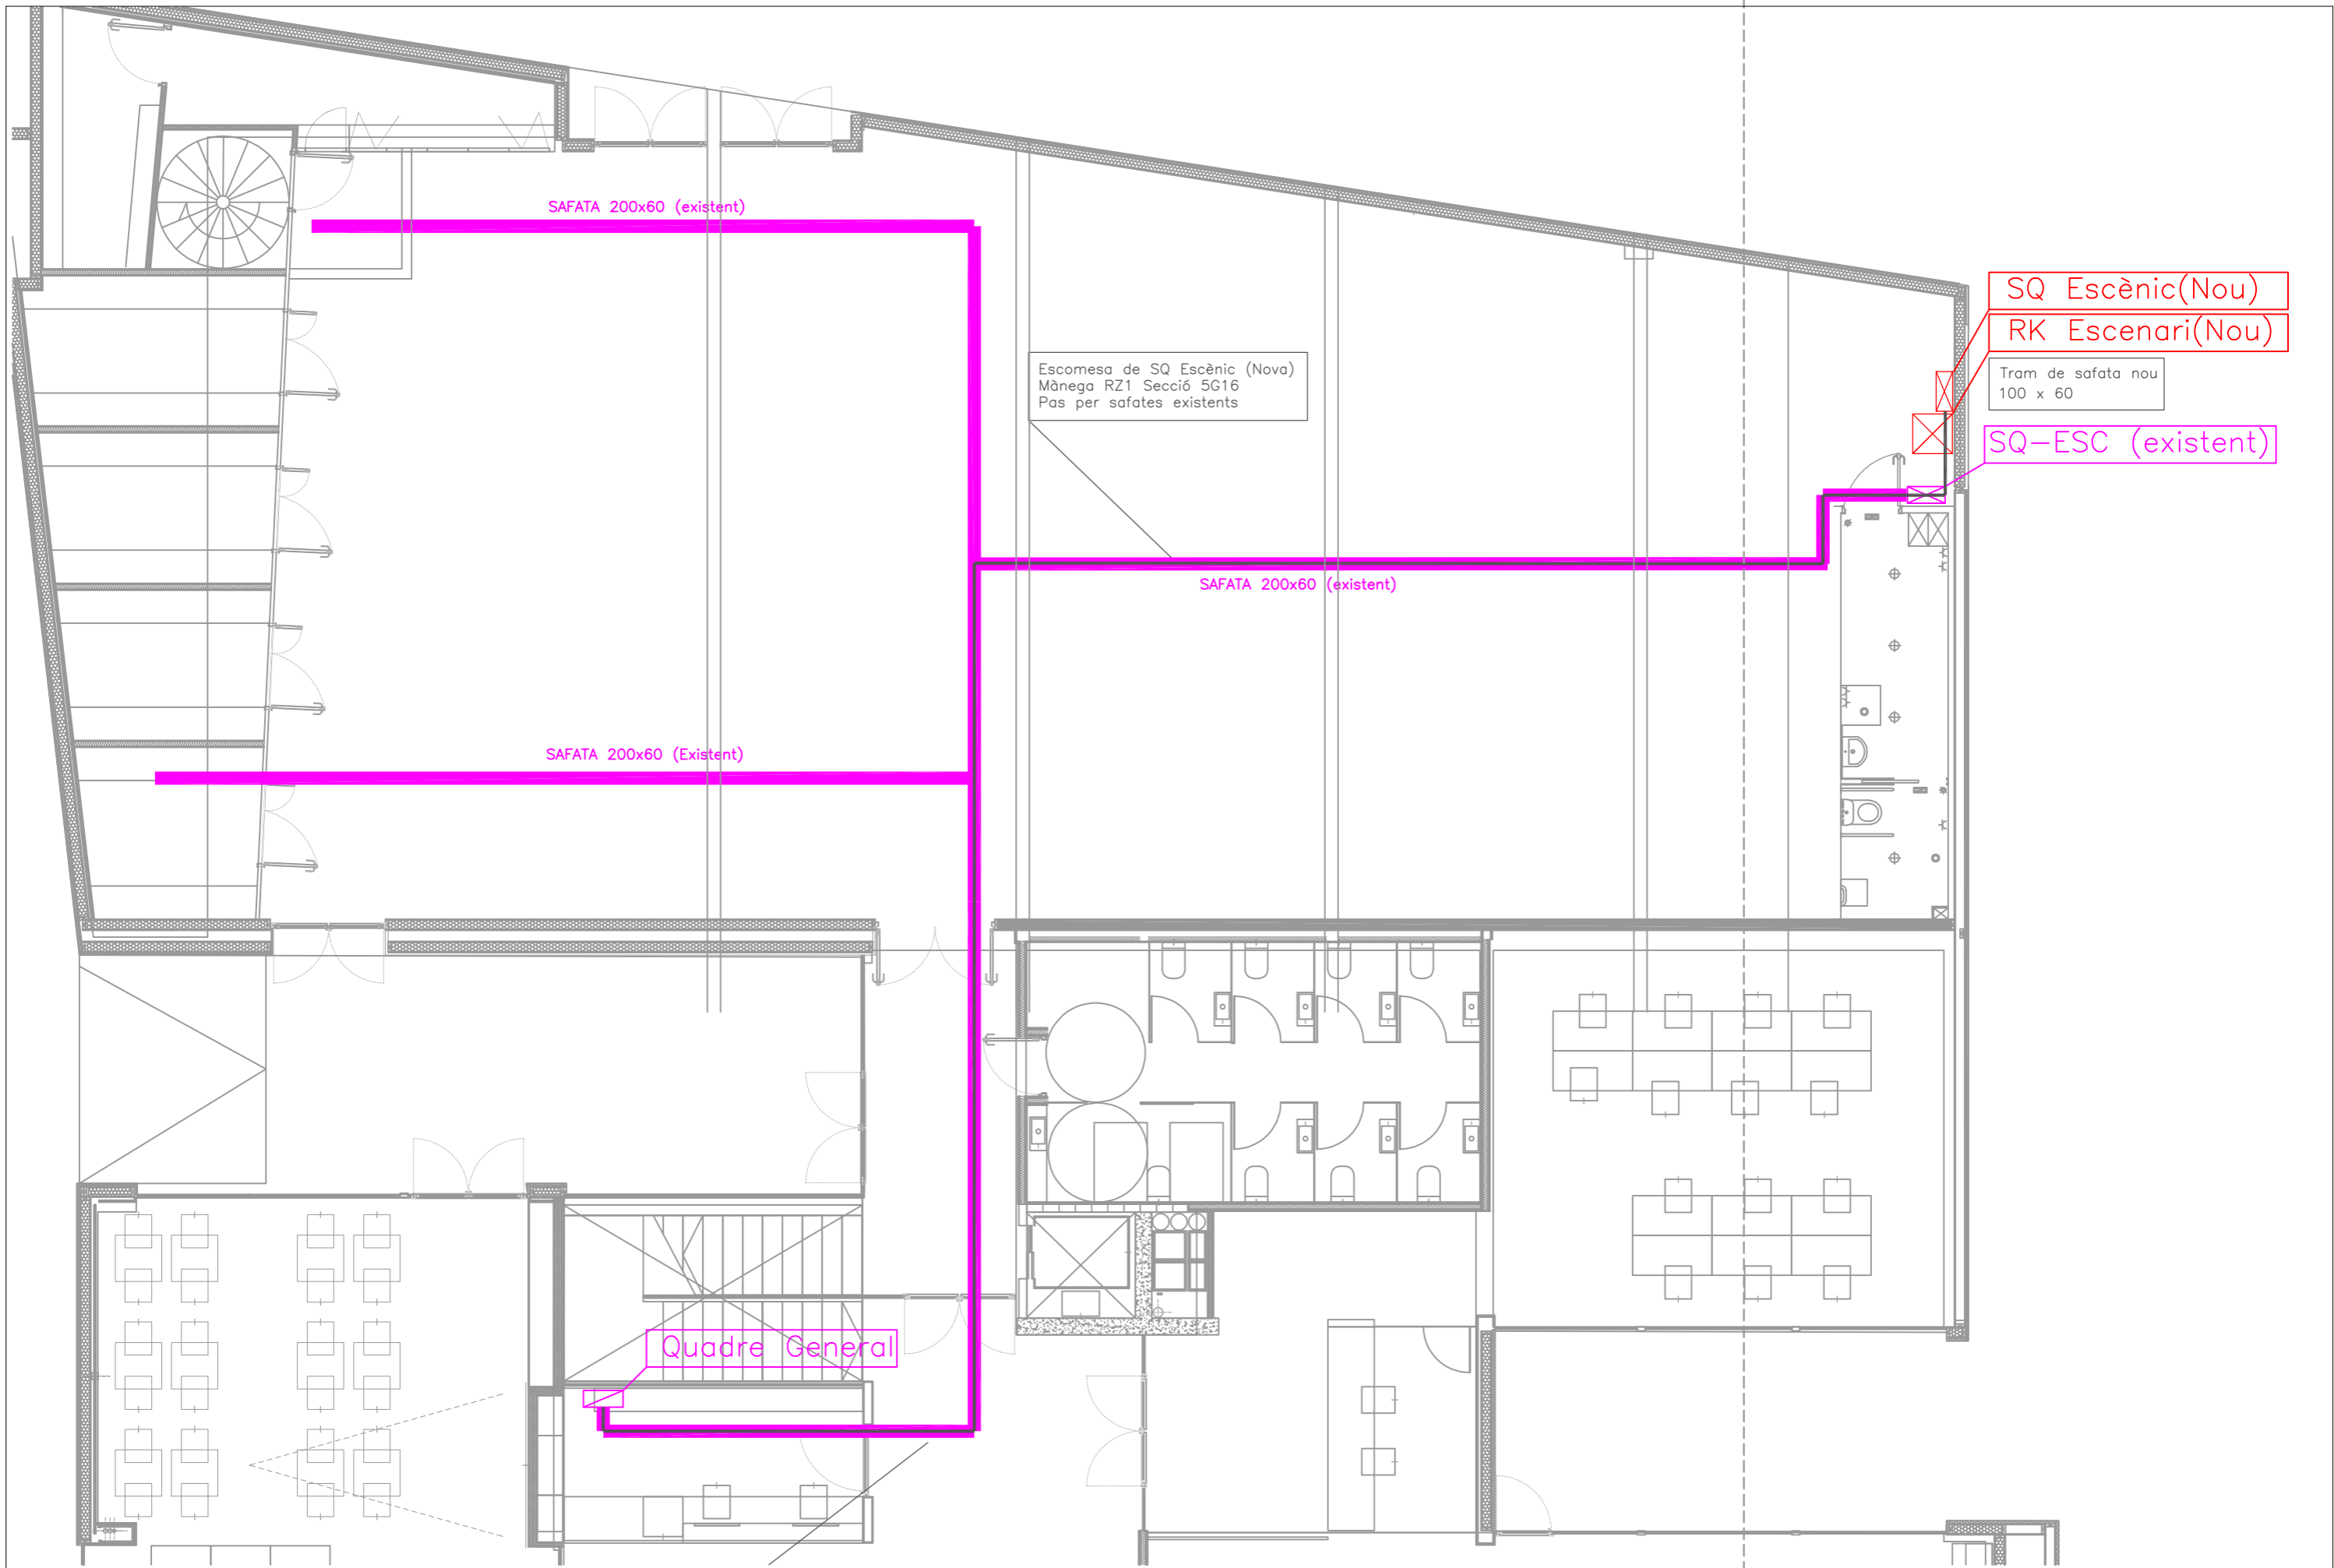 SAFATA 200x60 (existent)
SQ Escènic(Nou)
RK Escenari(Nou)
Escomesa de SQ Escènic (Nova)
Mànega RZ1 Secció 5G16
Pas per safates existents
Tram de safata nou
100 x 60
SQ-ESC (existent)
SAFATA 200x60 (existent)
SAFATA 200x60 (Existent)
Quadre General